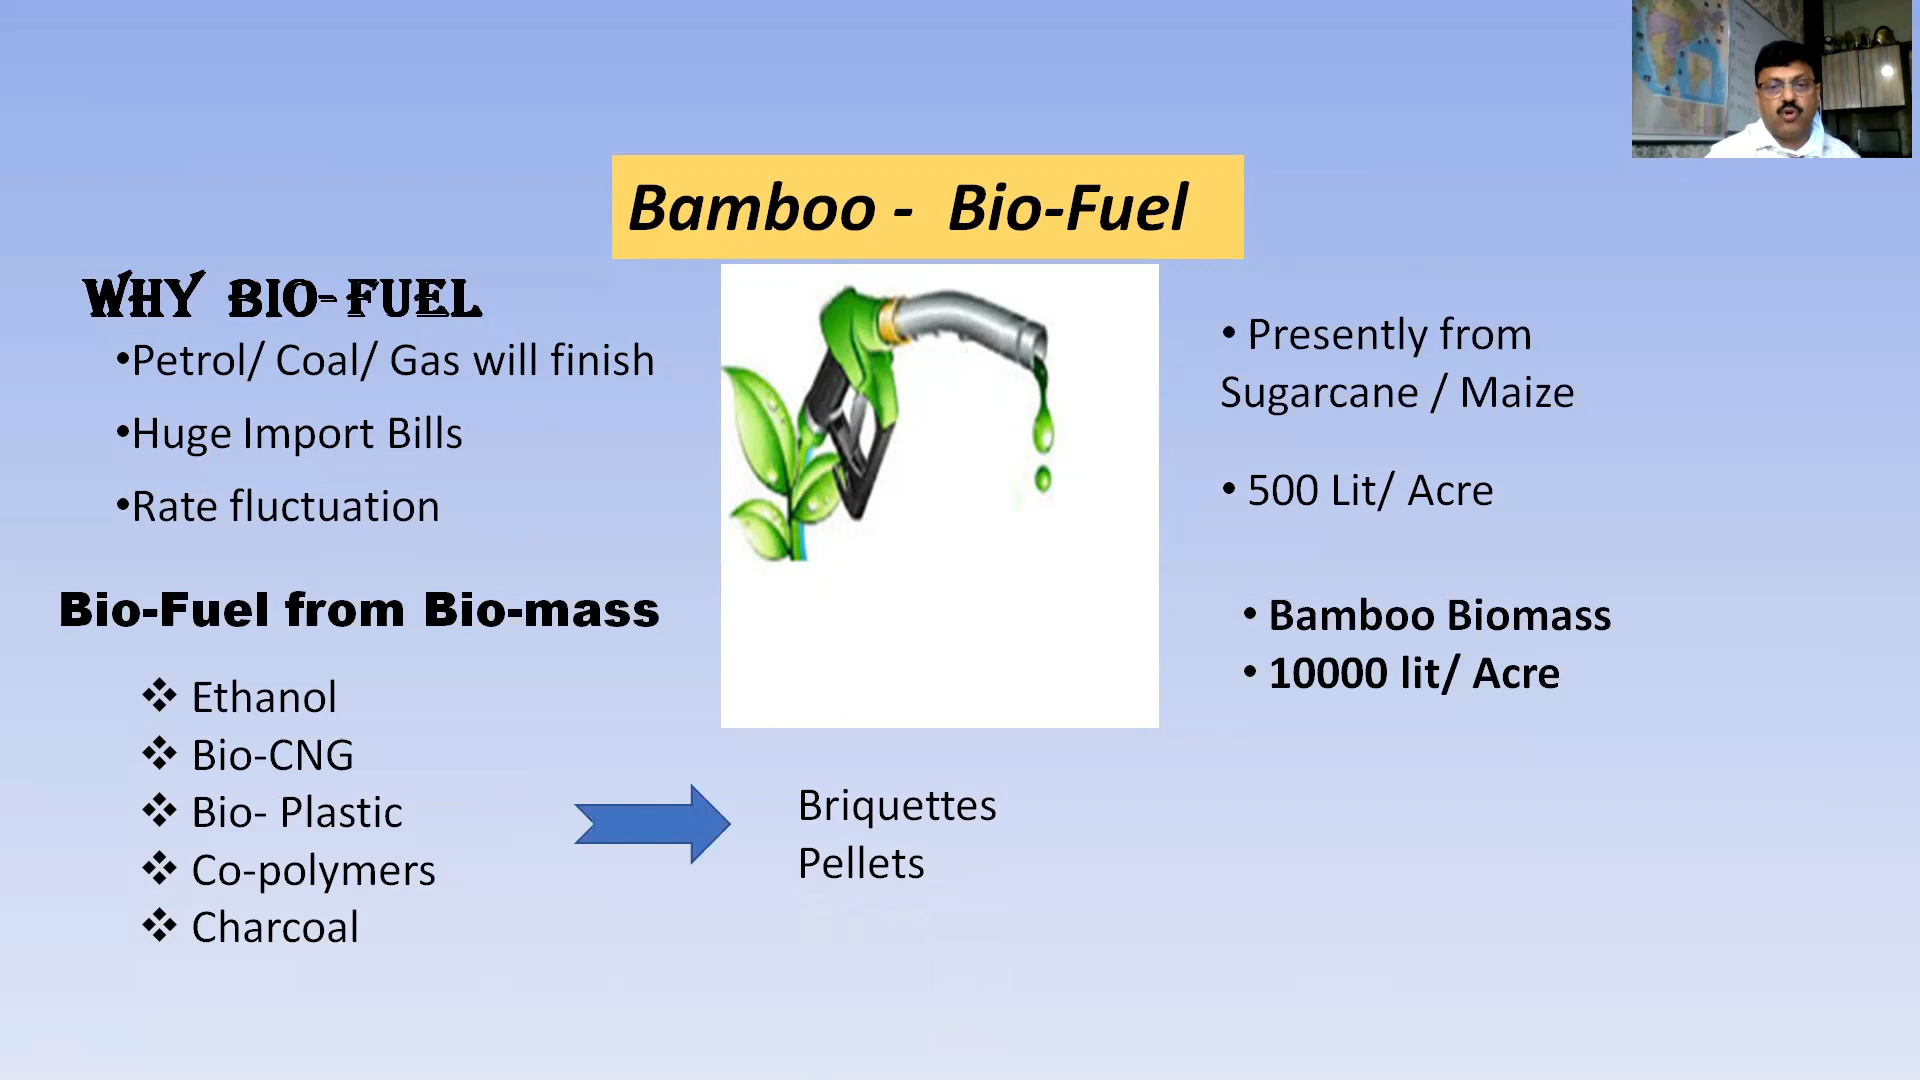 Bamboo - Bio-Fuel
WHY BIO-FUEL
•Petrol/ Coal/ Gas will finish
•Huge Import Bills
•Rate fluctuation
Bio-Fuel from Bio-mass
❖ Ethanol
❖ Bio-CNG
❖ Bio- Plastic
❖ Co-polymers
❖ Charcoal
Briquettes
Pellets
• Presently from
Sugarcane / Maize
• 500 Lit/ Acre
• Bamboo Biomass
• 10000 lit/ Acre